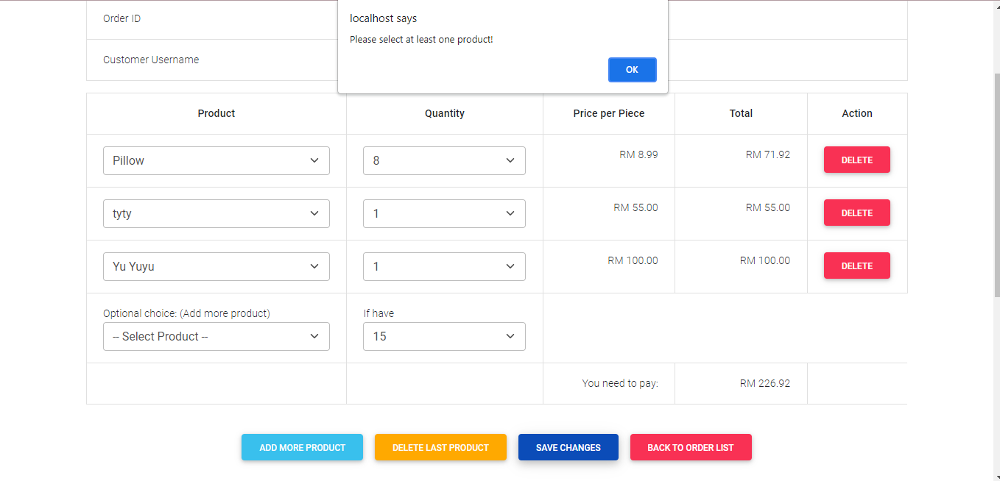 localhost says
Please select at least one product!
OK
Order ID
Customer Username
Product Quantity Price per Piece Total Action
Pillow 8 RM 8.99 RM 71.92 DELETE
tyty 1 RM 55.00 RM 55.00 DELETE
Yu Yuyu 1 RM 100.00 RM 100.00 DELETE
Optional choice: (Add more product) If have
-- Select Product -- 15
You need to pay: RM 226.92
ADD MORE PRODUCT DELETE LAST PRODUCT SAVE CHANGES BACK TO ORDER LIST